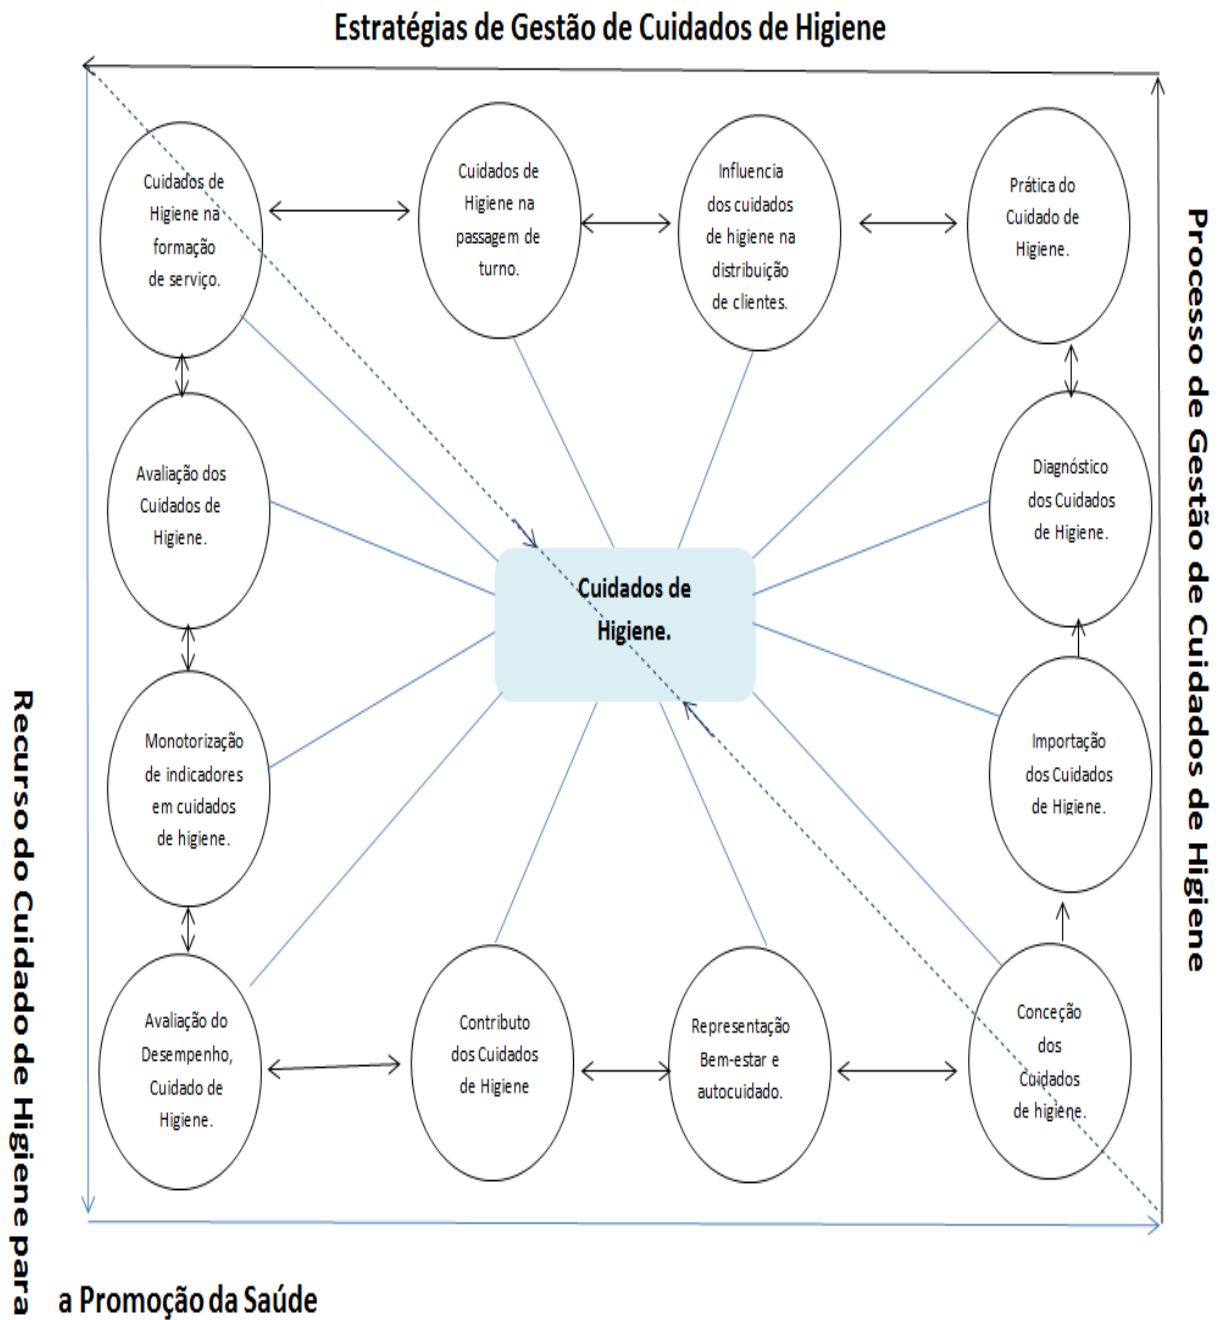 Estratégias de Gestão de Cuidados de Higiene
Cuidados de
Higiene na
formação
de serviço.
Cuidados de
Higiene na
passagem de
turno.
Influencia
dos cuidados
de higiene na
distribuição
de clientes.
Prática do
Cuidado de
Higiene.
Avaliação dos
Cuidados de
Higiene.
Diagnóstico
dos Cuidados
de Higiene.
Cuidados de
Higiene.
Monotorização
de indicadores
em cuidados
de higiene.
Importação
dos Cuidados
de Higiene.
Avaliação do
Desempenho,
Cuidado de
Higiene.
Contributo
dos Cuidados
de Higiene
Representação
Bem-estar e
autocuidado.
Conceção
dos
Cuidados
de higiene.
Processo de Gestão de Cuidados de Higiene
Recurso do Cuidado de Higiene para
a Promoção da Saúde